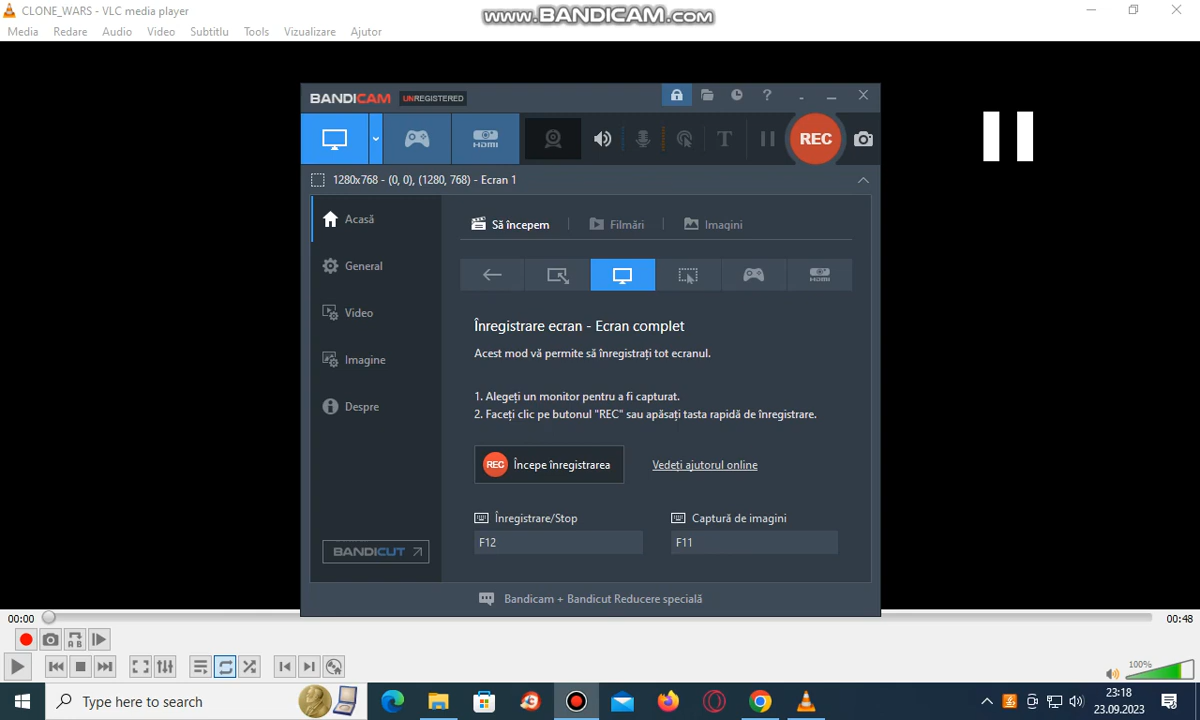 CLONE_WARS - VLC media player
www.BANDICAM.com
Media Redare Audio Video Subtitlu Tools Vizualizare Ajutor
BANDICAM UNREGISTERED
HDMI
T
REC
1280x768 - (0, 0), (1280, 768) - Ecran 1
Acasă
General
Video
Imagine
Despre
BANDICUT
Să începem
Filmări
Imagini
HDMI
Înregistrare ecran - Ecran complet
Acest mod vă permite să înregistrați tot ecranul.
1. Alegeți un monitor pentru a fi capturat.
2. Faceți clic pe butonul "REC" sau apăsați tasta rapidă de înregistrare.
REC Începe înregistrarea
Vedeți ajutorul online
Înregistrare/Stop
F12
Captură de imagini
F11
Bandicam + Bandicut Reducere specială
00:00
00:48
A B
100%
Type here to search
23:18
23.09.2023